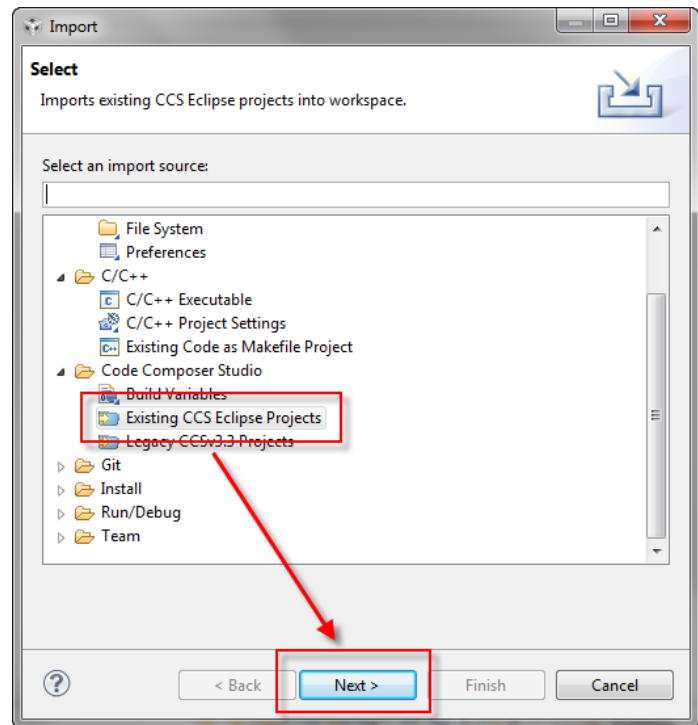 Import
Select
Imports existing CCS Eclipse projects into workspace.
Select an import source:
File System
Preferences
C/C++
C/C++ Executable
C/C++ Project Settings
Existing Code as Makefile Project
Code Composer Studio
Build Variables
Existing CCS Eclipse Projects
Legacy CCSv3.3 Projects
Git
Install
Run/Debug
Team
? < Back Next > Finish Cancel